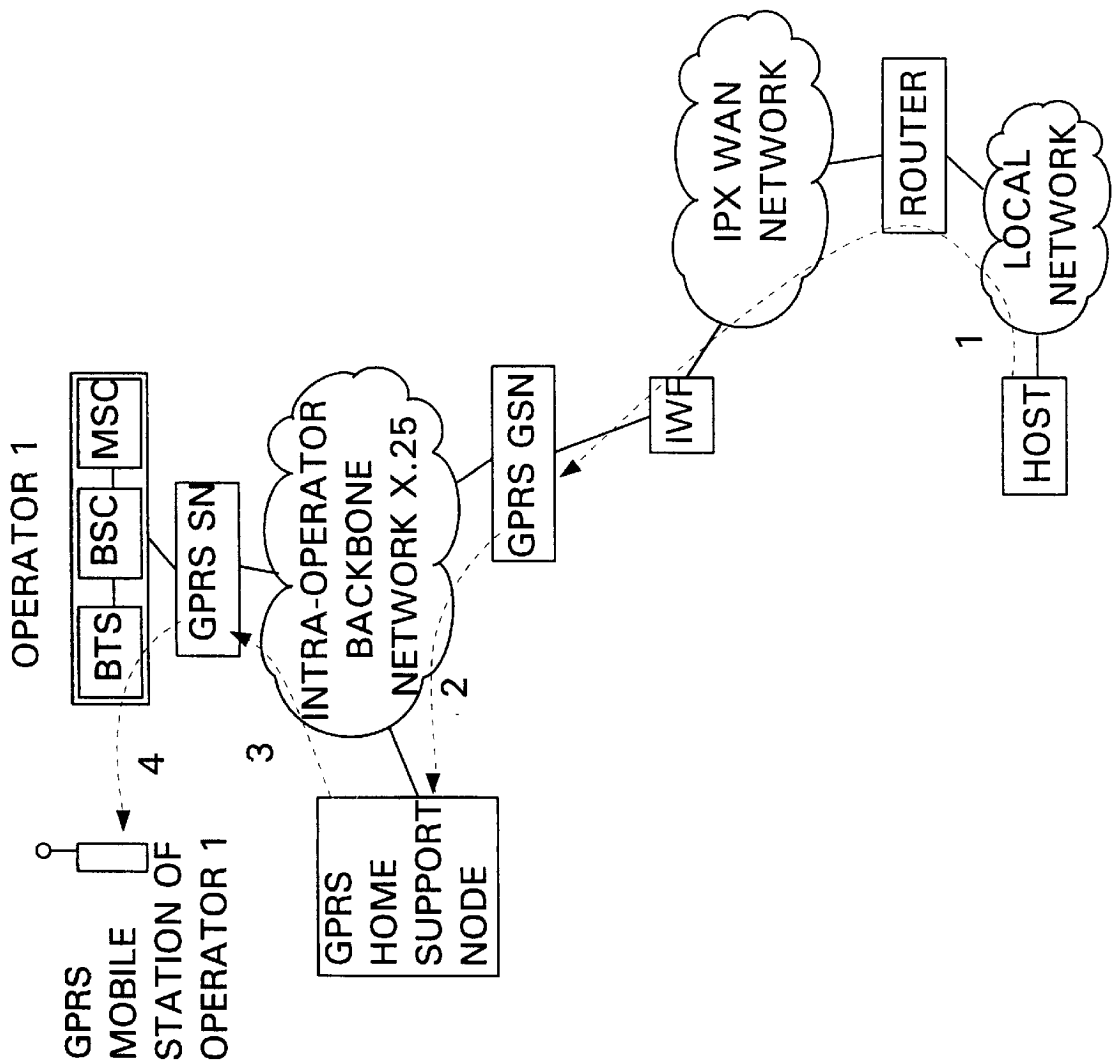 OPERATOR 1
BTS
BSC
MSC
GPRS
MOBILE
STATION OF
OPERATOR 1
4
GPRS SN
3
INTRA-OPERATOR
BACKBONE
NETWORK X.25
2
GPRS
HOME
SUPPORT
NODE
GPRS GSN
IWF
IPX WAN
NETWORK
ROUTER
1
LOCAL
NETWORK
HOST